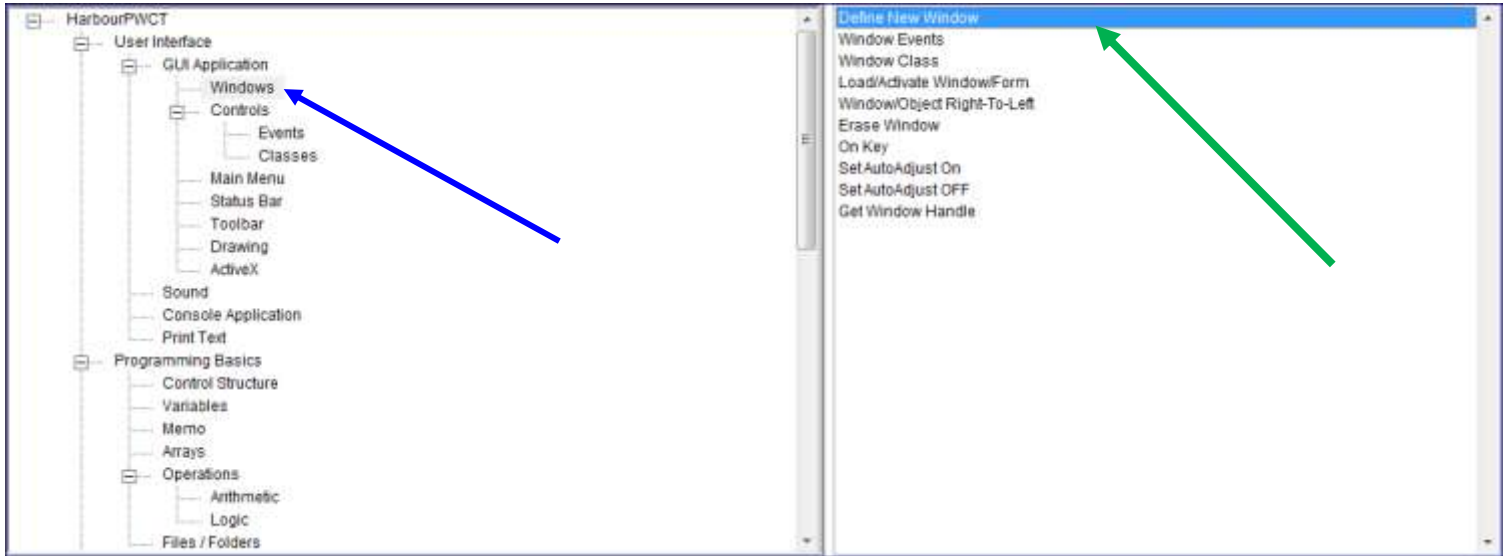 HarbourPWCT
User Interface
GUI Application
Windows
Controls
Events
Classes
Main Menu
Status Bar
Toolbar
Drawing
ActiveX
Sound
Console Application
Print Text
Programming Basics
Control Structure
Variables
Memo
Arrays
Operations
Arithmetic
Logic
Files / Folders
Define New Window
Window Events
Window Class
Load/Activate Window/Form
Window/Object Right-To-Left
Erase Window
On Key
Set AutoAdjust On
Set AutoAdjust OFF
Get Window Handle